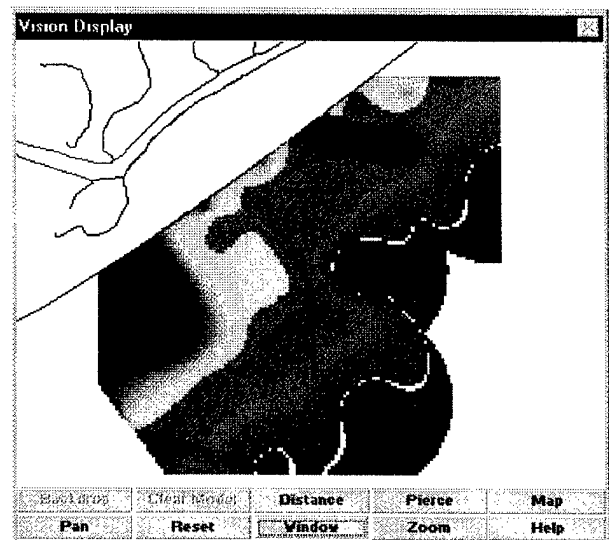 Vision Display
Backdrop Clear Model Distance Pierce Map
Pan Reset Window Zoom Help